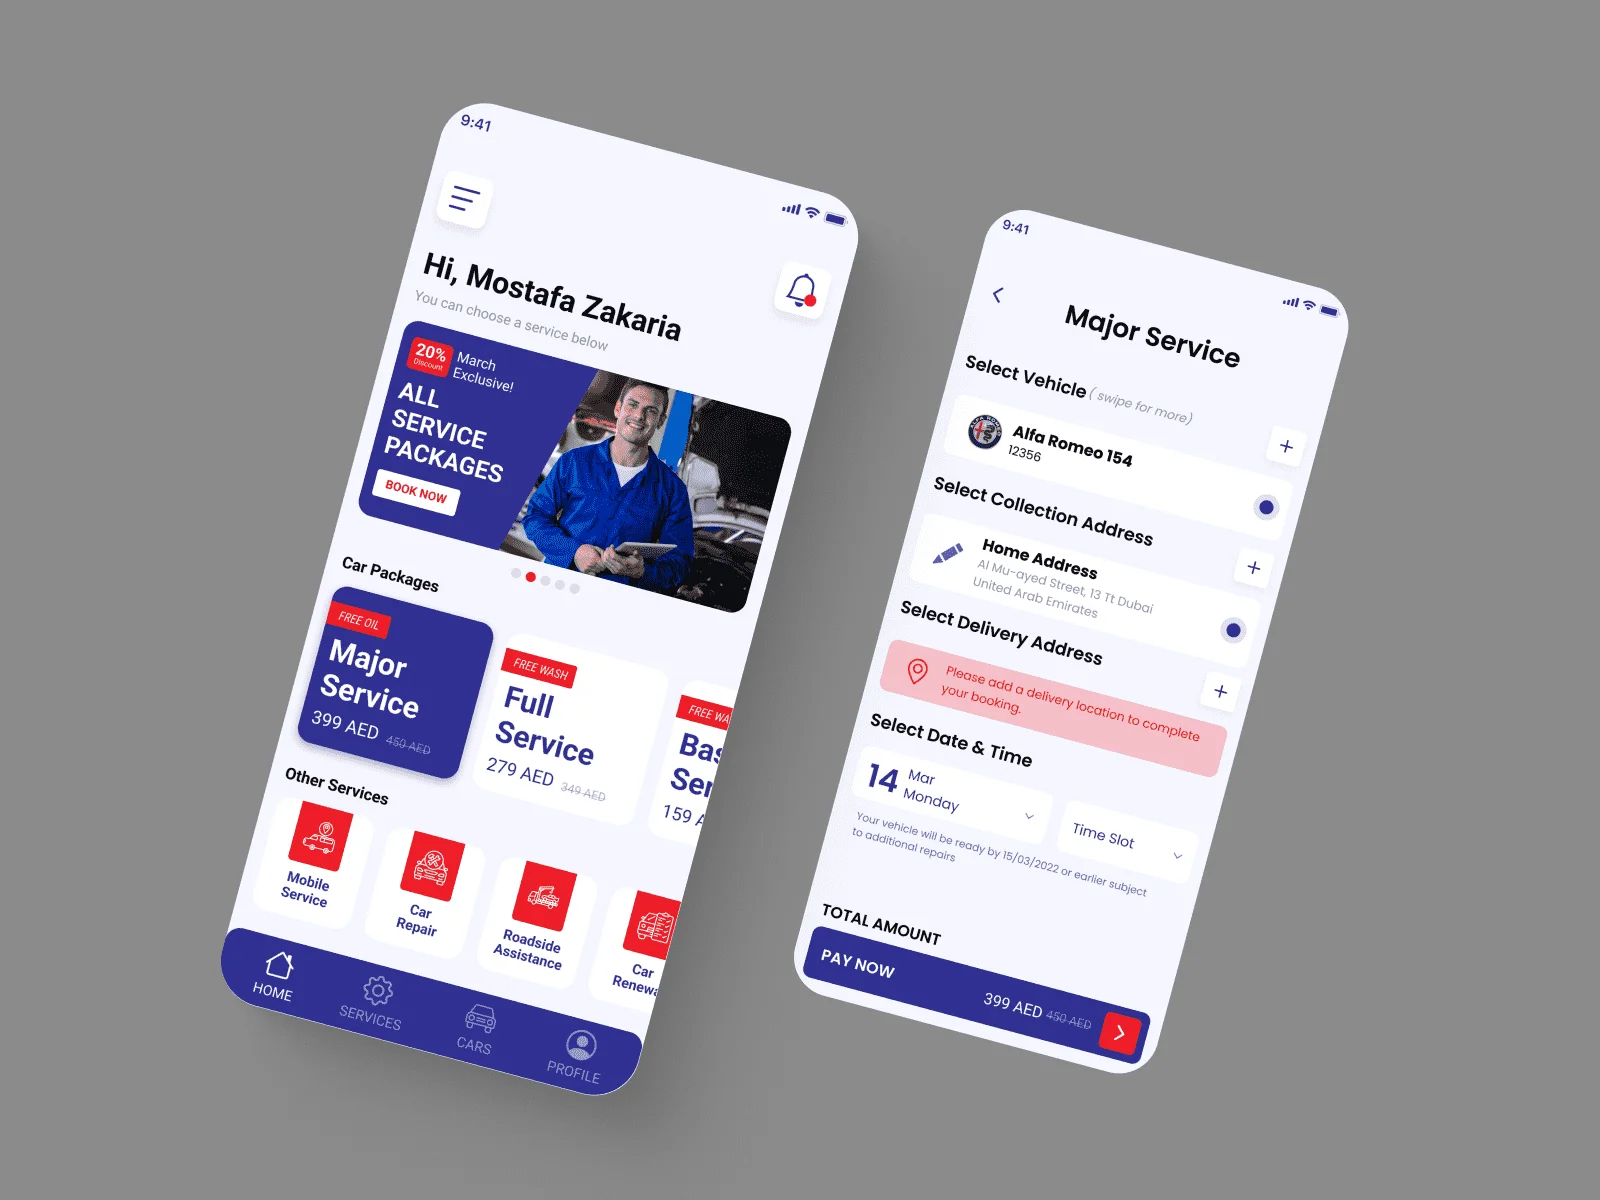 9:41
Hi, Mostafa Zakaria
You can choose a service below
20%
Discount
March
Exclusive!
ALL
SERVICE
PACKAGES
BOOK NOW
Car Packages
FREE OIL
Major
Service
399 AED 450 AED
FREE WASH
Full
Service
279 AED 349 AED
FREE WA
Bas
Ser
159 A
Other Services
Mobile
Service
Car
Repair
Roadside
Assistance
Car
Renewa
HOME
SERVICES
CARS
PROFILE
9:41
Major Service
Select Vehicle ( swipe for more)
ALFA ROMEO
Alfa Romeo 154
12356
Select Collection Address
Home Address
Al Mu-ayed Street, 13 Tt Dubai
United Arab Emirates
Select Delivery Address
Please add a delivery location to complete
your booking.
Select Date & Time
14
Mar
Monday
Time Slot
Your vehicle will be ready by 15/03/2022 or earlier subject
to additional repairs
TOTAL AMOUNT
PAY NOW
399 AED 450 AED